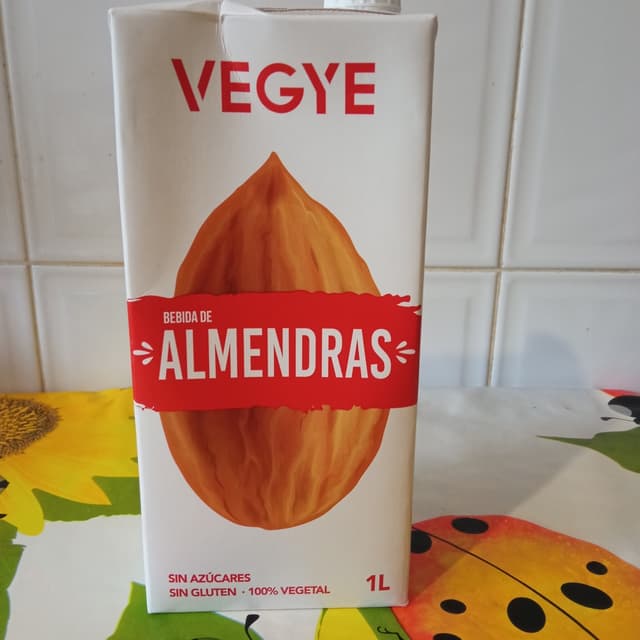 VEGYE
BEBIDA DE
ALMENDRAS
SIN AZÚCARES
SIN GLUTEN · 100% VEGETAL
1L